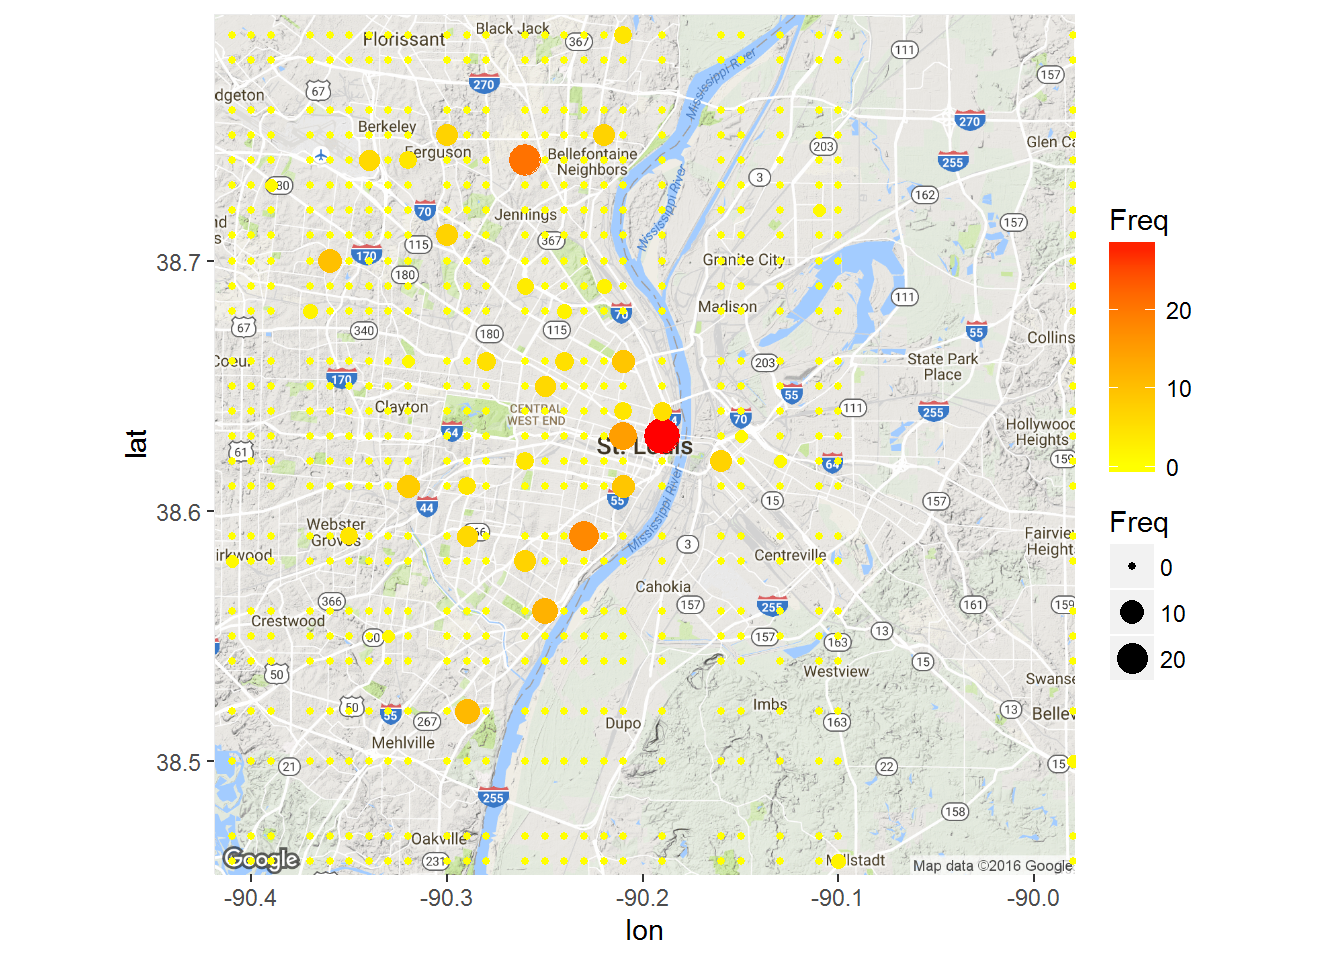 Black Jack
Florissant
367
111
157
270
67
dgeton
270
Berkeley
203
Glen Ca
Ferguson
Bellefontaine
Neighbors
255
3
162
70
Jennings
157
nd
s
115
367
170
180
Granite City
111
Madison
67
340
180
115
70
55
Collins
Coeur
203
State Park
Place
170
55
Clayton
CENTRAL
WEST END
111
255
70
64
St. Louis
Hollywood
Heights
61
64
159
44
55
15
157
Webster
Groves
Fairview
Height
irkwood
3
Centreville
Cahokia
366
157
255
161
159
Crestwood
157
163
13
15
50
Westview
Swanse
50
55
267
Imbs
163
13
Bellev
Dupo
Mehlville
21
22
15
255
158
Oakville
231
Millstadt
Mississippi River
Mississippi River
Mississippi River
Mississippi River
Google
Map data ©2016 Google
38.7
38.6
38.5
lat
-90.4
-90.3
-90.2
-90.1
-90.0
lon
Freq
20
10
0
Freq
0
10
20